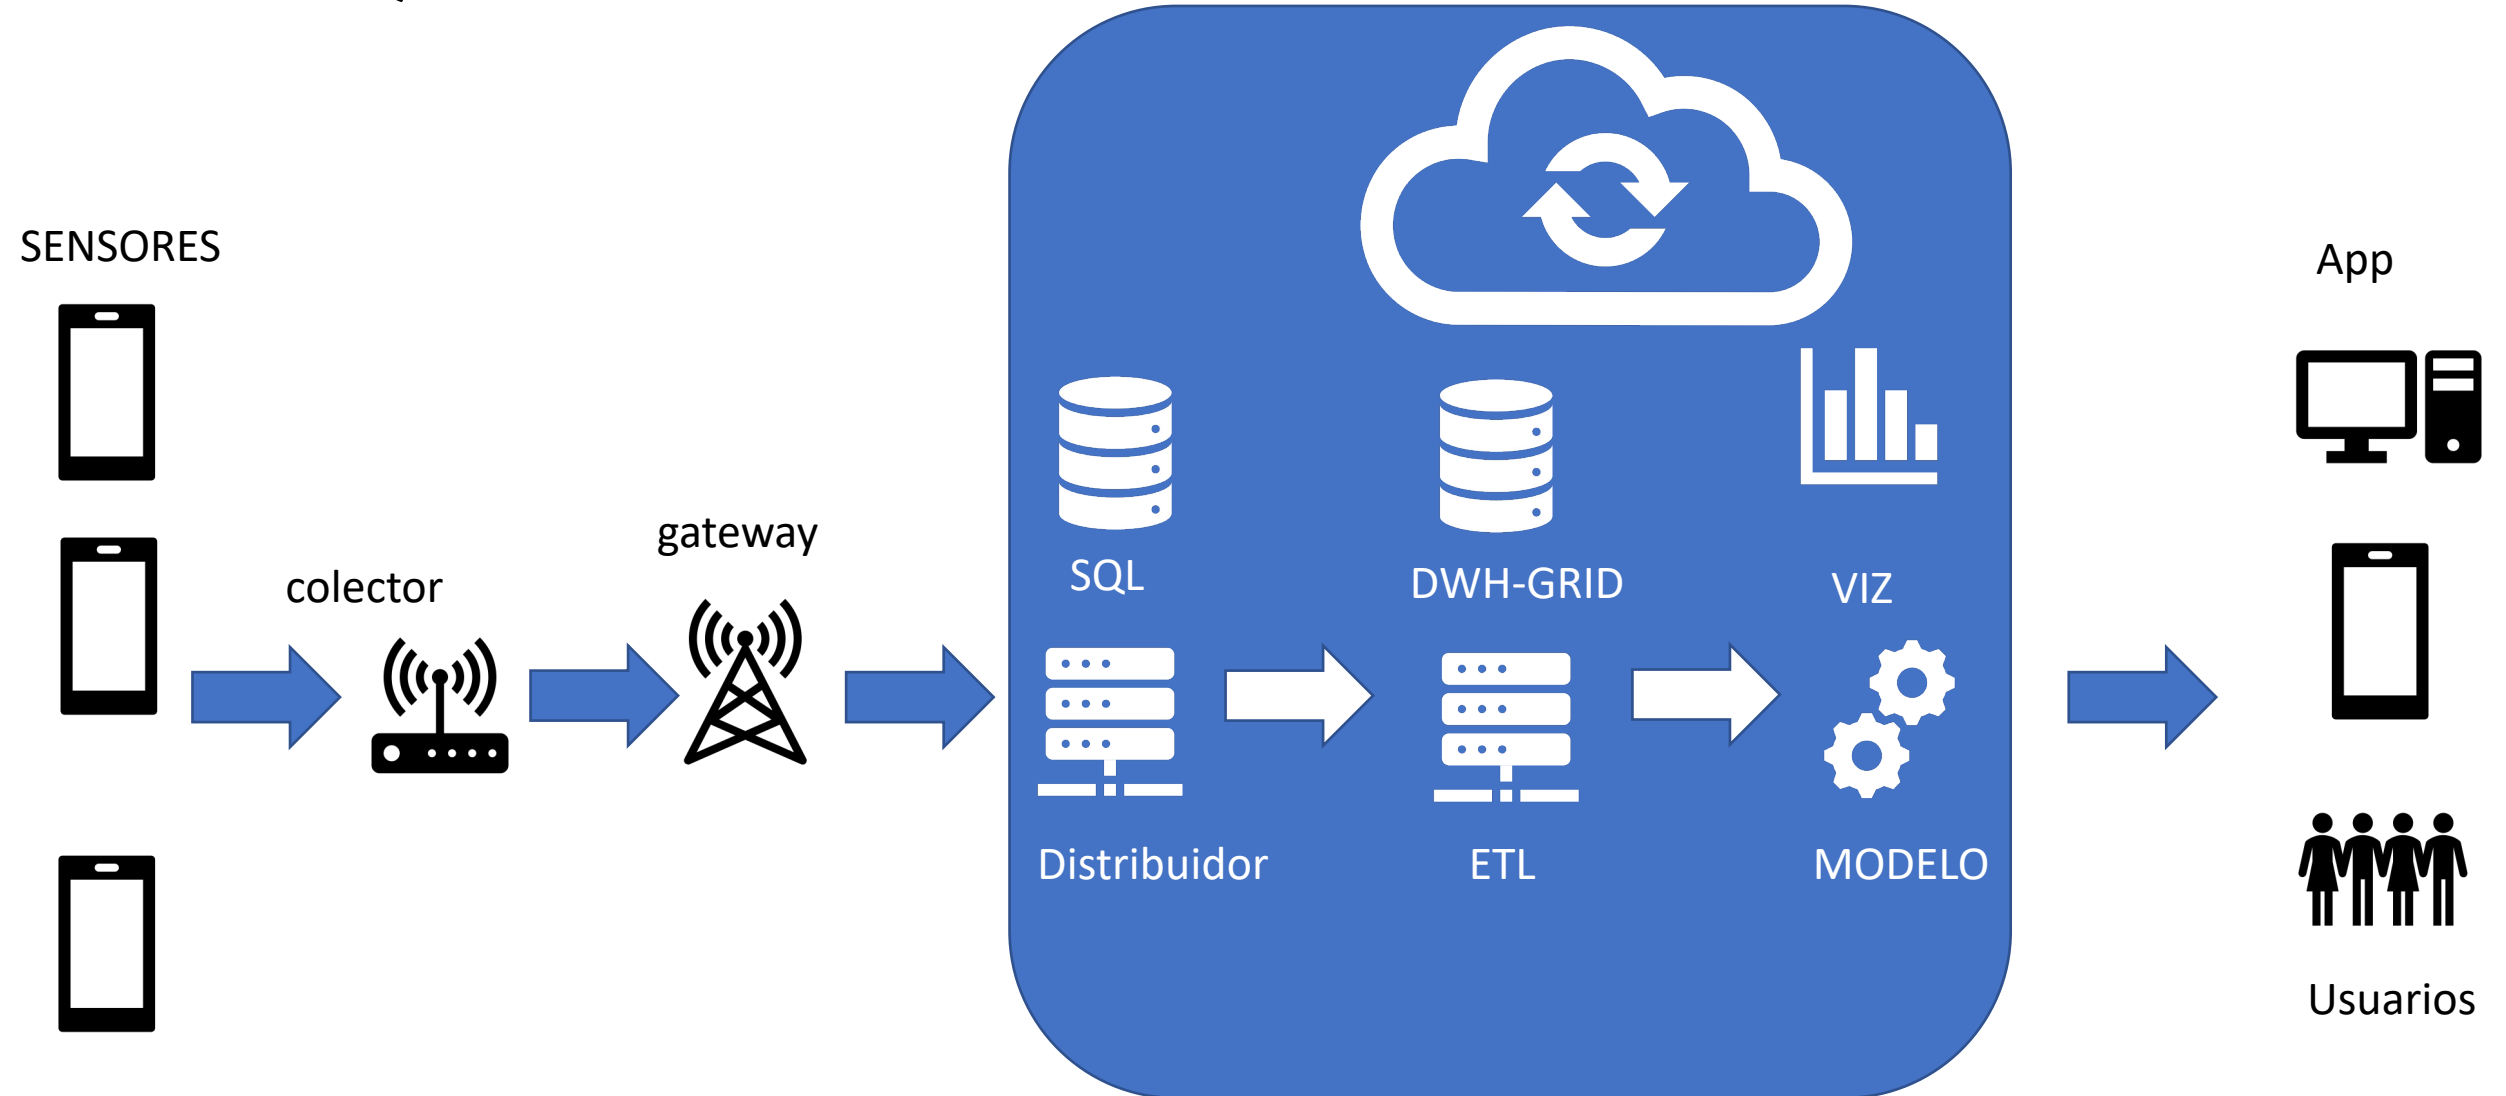 SENSORES
colector
gateway
SQL
DWH-GRID
VIZ
Distribuidor
ETL
MODELO
App
Usuarios